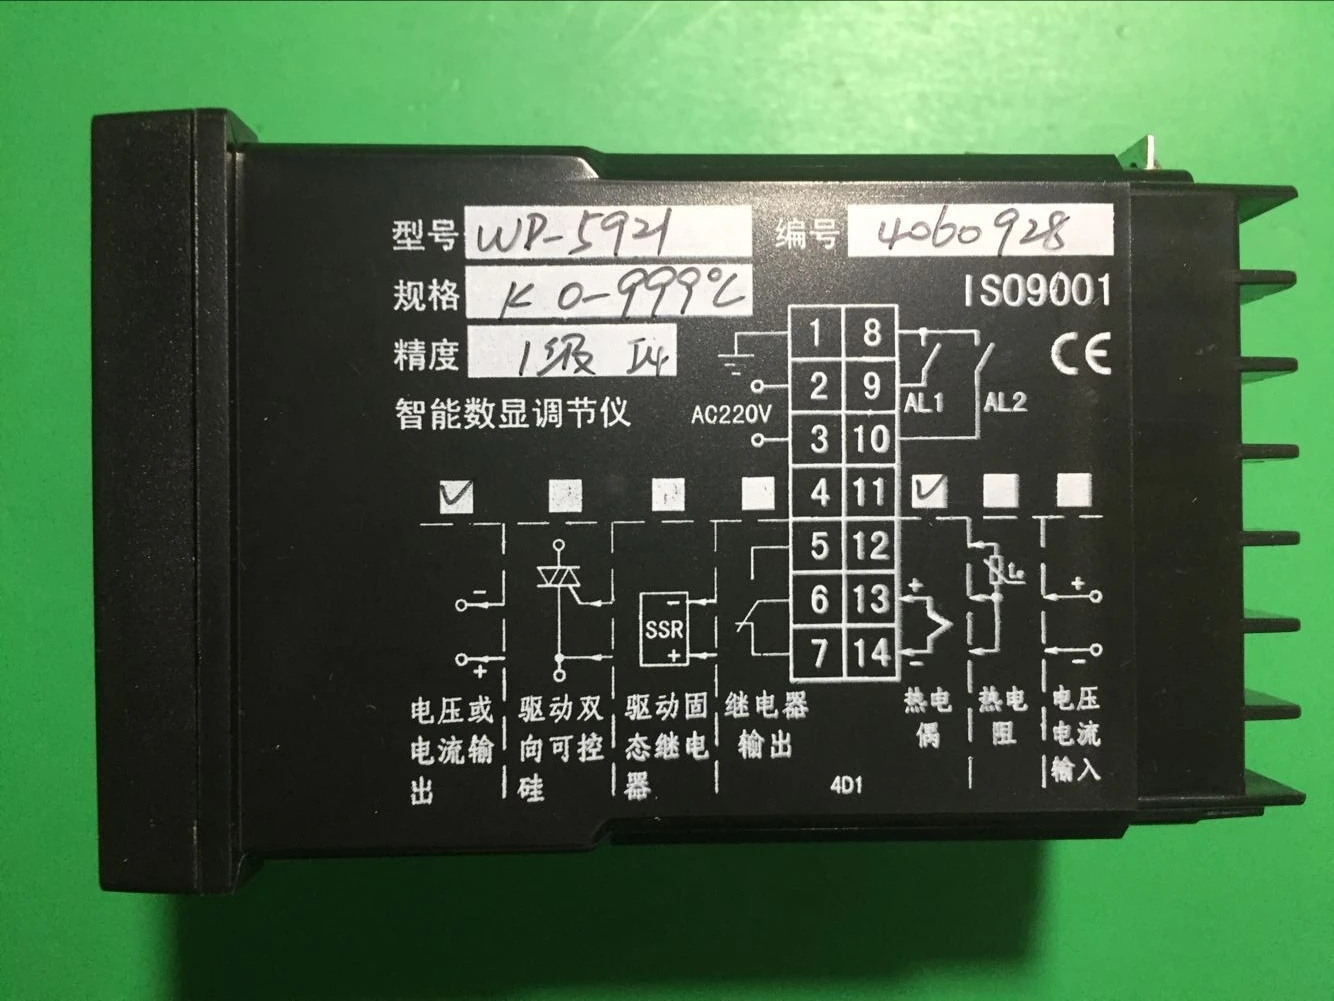 型号 WP-5921 编号 4060928
规格 K 0-999℃ ISO9001
精度 1级 I4 CE
智能数显调节仪
1 8
2 9
AC220V AL1 AL2
3 10
4 11
5 12
6 13
7 14
- + SSR - + + - te + -
电压或电流输出
驱动双向可控硅
驱动固态继电器
继电器输出
热电偶
热电阻
电压电流输入
4D1